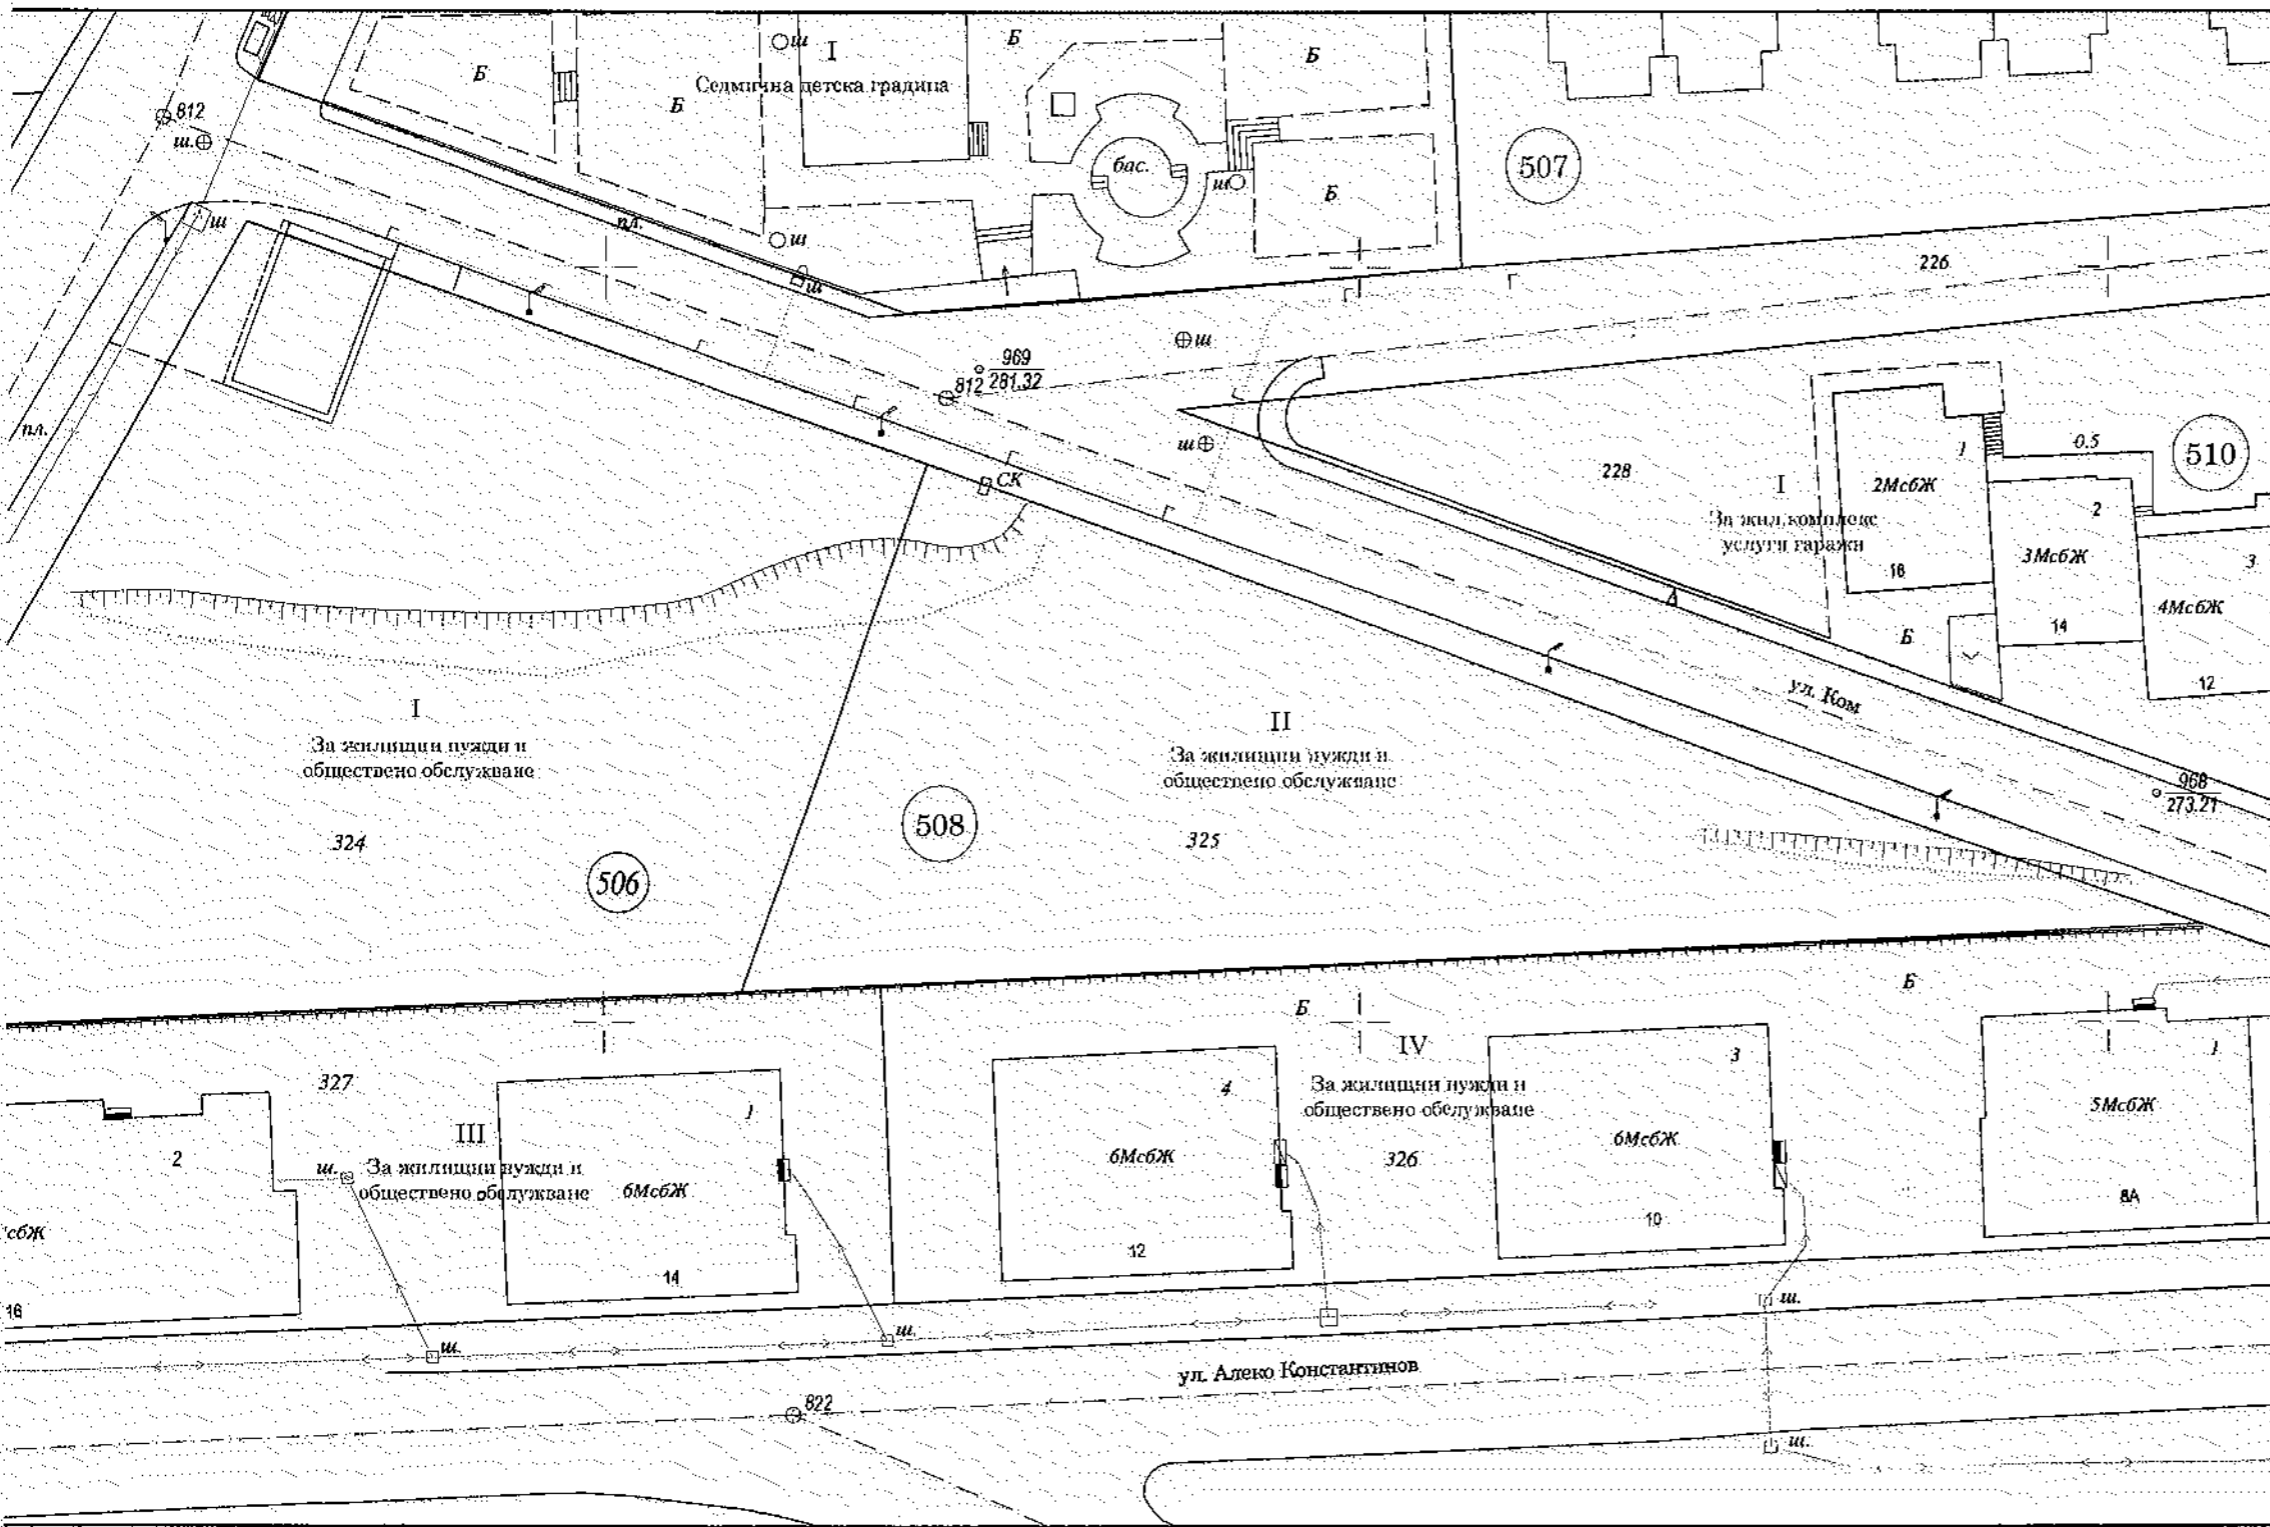 I
Седмична детска градина
Б
Б
Б
Б
Б
ш
ш
ш
бас.
507
812
ш.
ш
пл.
ш
226
ш
969
281.32
812
ш
СК
пл.
228
I
За жил. комплекс
услуги гаражи
2МсбЖ
1
18
0.5
510
2
3МсбЖ
14
3
4МсбЖ
12
Б
ул. Ком
968
273.21
I
За жилищни нужди и
обществено обслужване
324
506
508
II
За жилищни нужди и
обществено обслужване
325
Б
Б
327
2
III
За жилищни нужди и
обществено обслужване
ш.
1
6МсбЖ
14
4
6МсбЖ
12
IV
За жилищни нужди и
обществено обслужване
326
3
6МсбЖ
10
1
5МсбЖ
8А
сбЖ
16
ш.
ш.
ш.
ул. Алеко Константинов
822
ш.